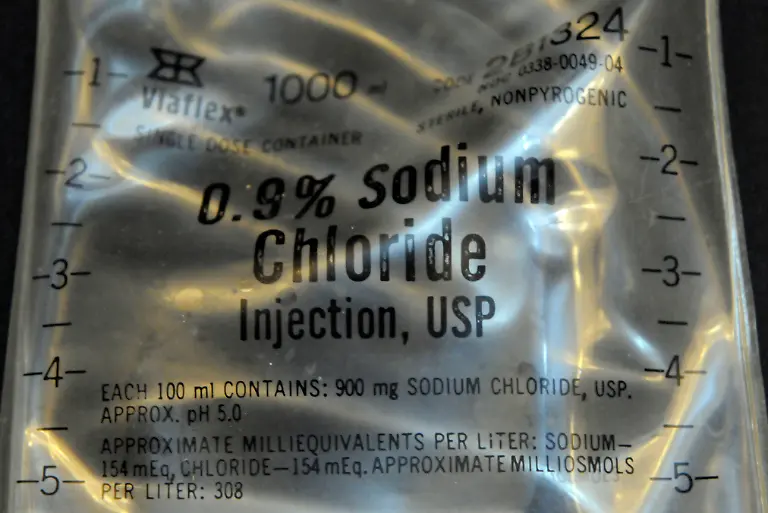 1000 ml
CODE 2B1324
Viaflex®
NDC 0338-0049-04
SINGLE DOSE CONTAINER
STERILE, NONPYROGENIC
0.9% Sodium
Chloride
Injection, USP
EACH 100 ml CONTAINS: 900 mg SODIUM CHLORIDE, USP.
APPROX. pH 5.0
APPROXIMATE MILLIEQUIVALENTS PER LITER: SODIUM—
154 mEq, CHLORIDE—154 mEq. APPROXIMATE MILLIOSMOLS
PER LITER: 308
-1- -1-
-2- -2-
-3- -3-
-4- -4-
-5- -5-